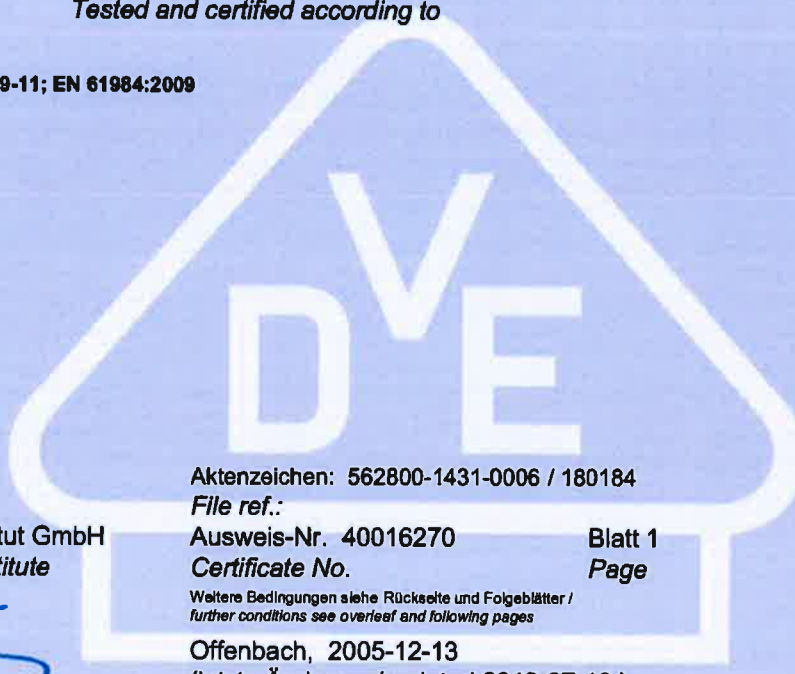 Tested and certified according to
9-11; EN 61984:2009
DVE
Aktenzeichen: 562800-1431-0006 / 180184
File ref.:
tut GmbH Ausweis-Nr. 40016270 Blatt 1
titute Certificate No. Page
Weitere Bedingungen siehe Rückseite und Folgeblätter /
further conditions see overleaf and following pages
Offenbach, 2005-12-13